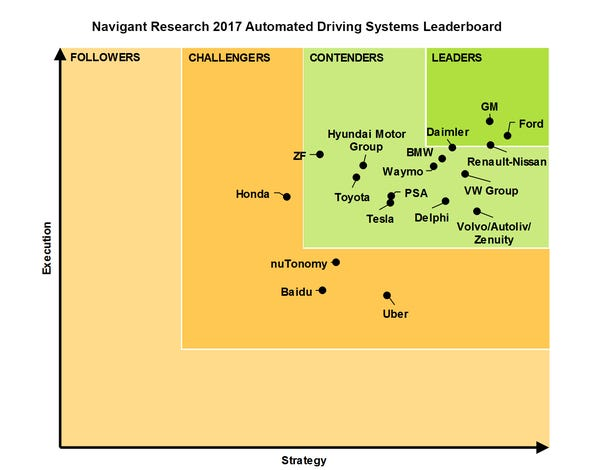 Navigant Research 2017 Automated Driving Systems Leaderboard
FOLLOWERS
CHALLENGERS
CONTENDERS
LEADERS
GM
Ford
Daimler
Hyundai Motor
Group
ZF
BMW
Renault-Nissan
Waymo
VW Group
Honda
Toyota
PSA
Tesla
Delphi
Volvo/Autoliv/
Zenuity
nuTonomy
Baidu
Uber
Execution
Strategy